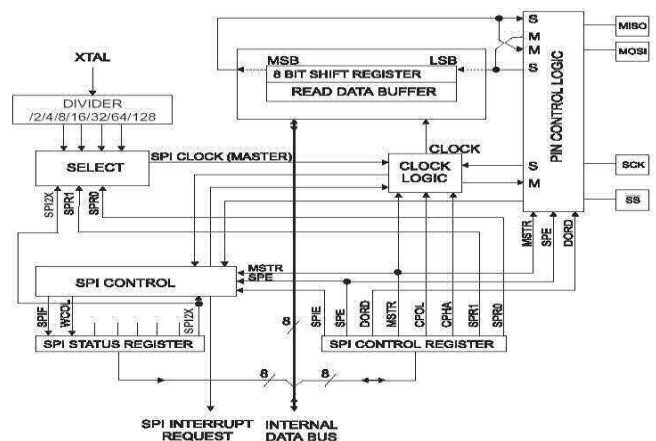 XTAL
DIVIDER
/2/4/8/16/32/64/128
SELECT
SPI CLOCK (MASTER)
SPI2X
SPR1
SPR0
MSB
LSB
8 BIT SHIFT REGISTER
READ DATA BUFFER
CLOCK
CLOCK
LOGIC
S
M
M
S
S
M
PIN CONTROL LOGIC
MISO
MOSI
SCK
SS
MSTR
SPE
DORD
SPI CONTROL
MSTR
SPE
SPIF
WCOL
SPI2X
SPI STATUS REGISTER
SPIE
SPE
DORD
MSTR
CPOL
CPHA
SPR1
SPR0
SPI CONTROL REGISTER
8
8
8
SPI INTERRUPT
REQUEST
INTERNAL
DATA BUS